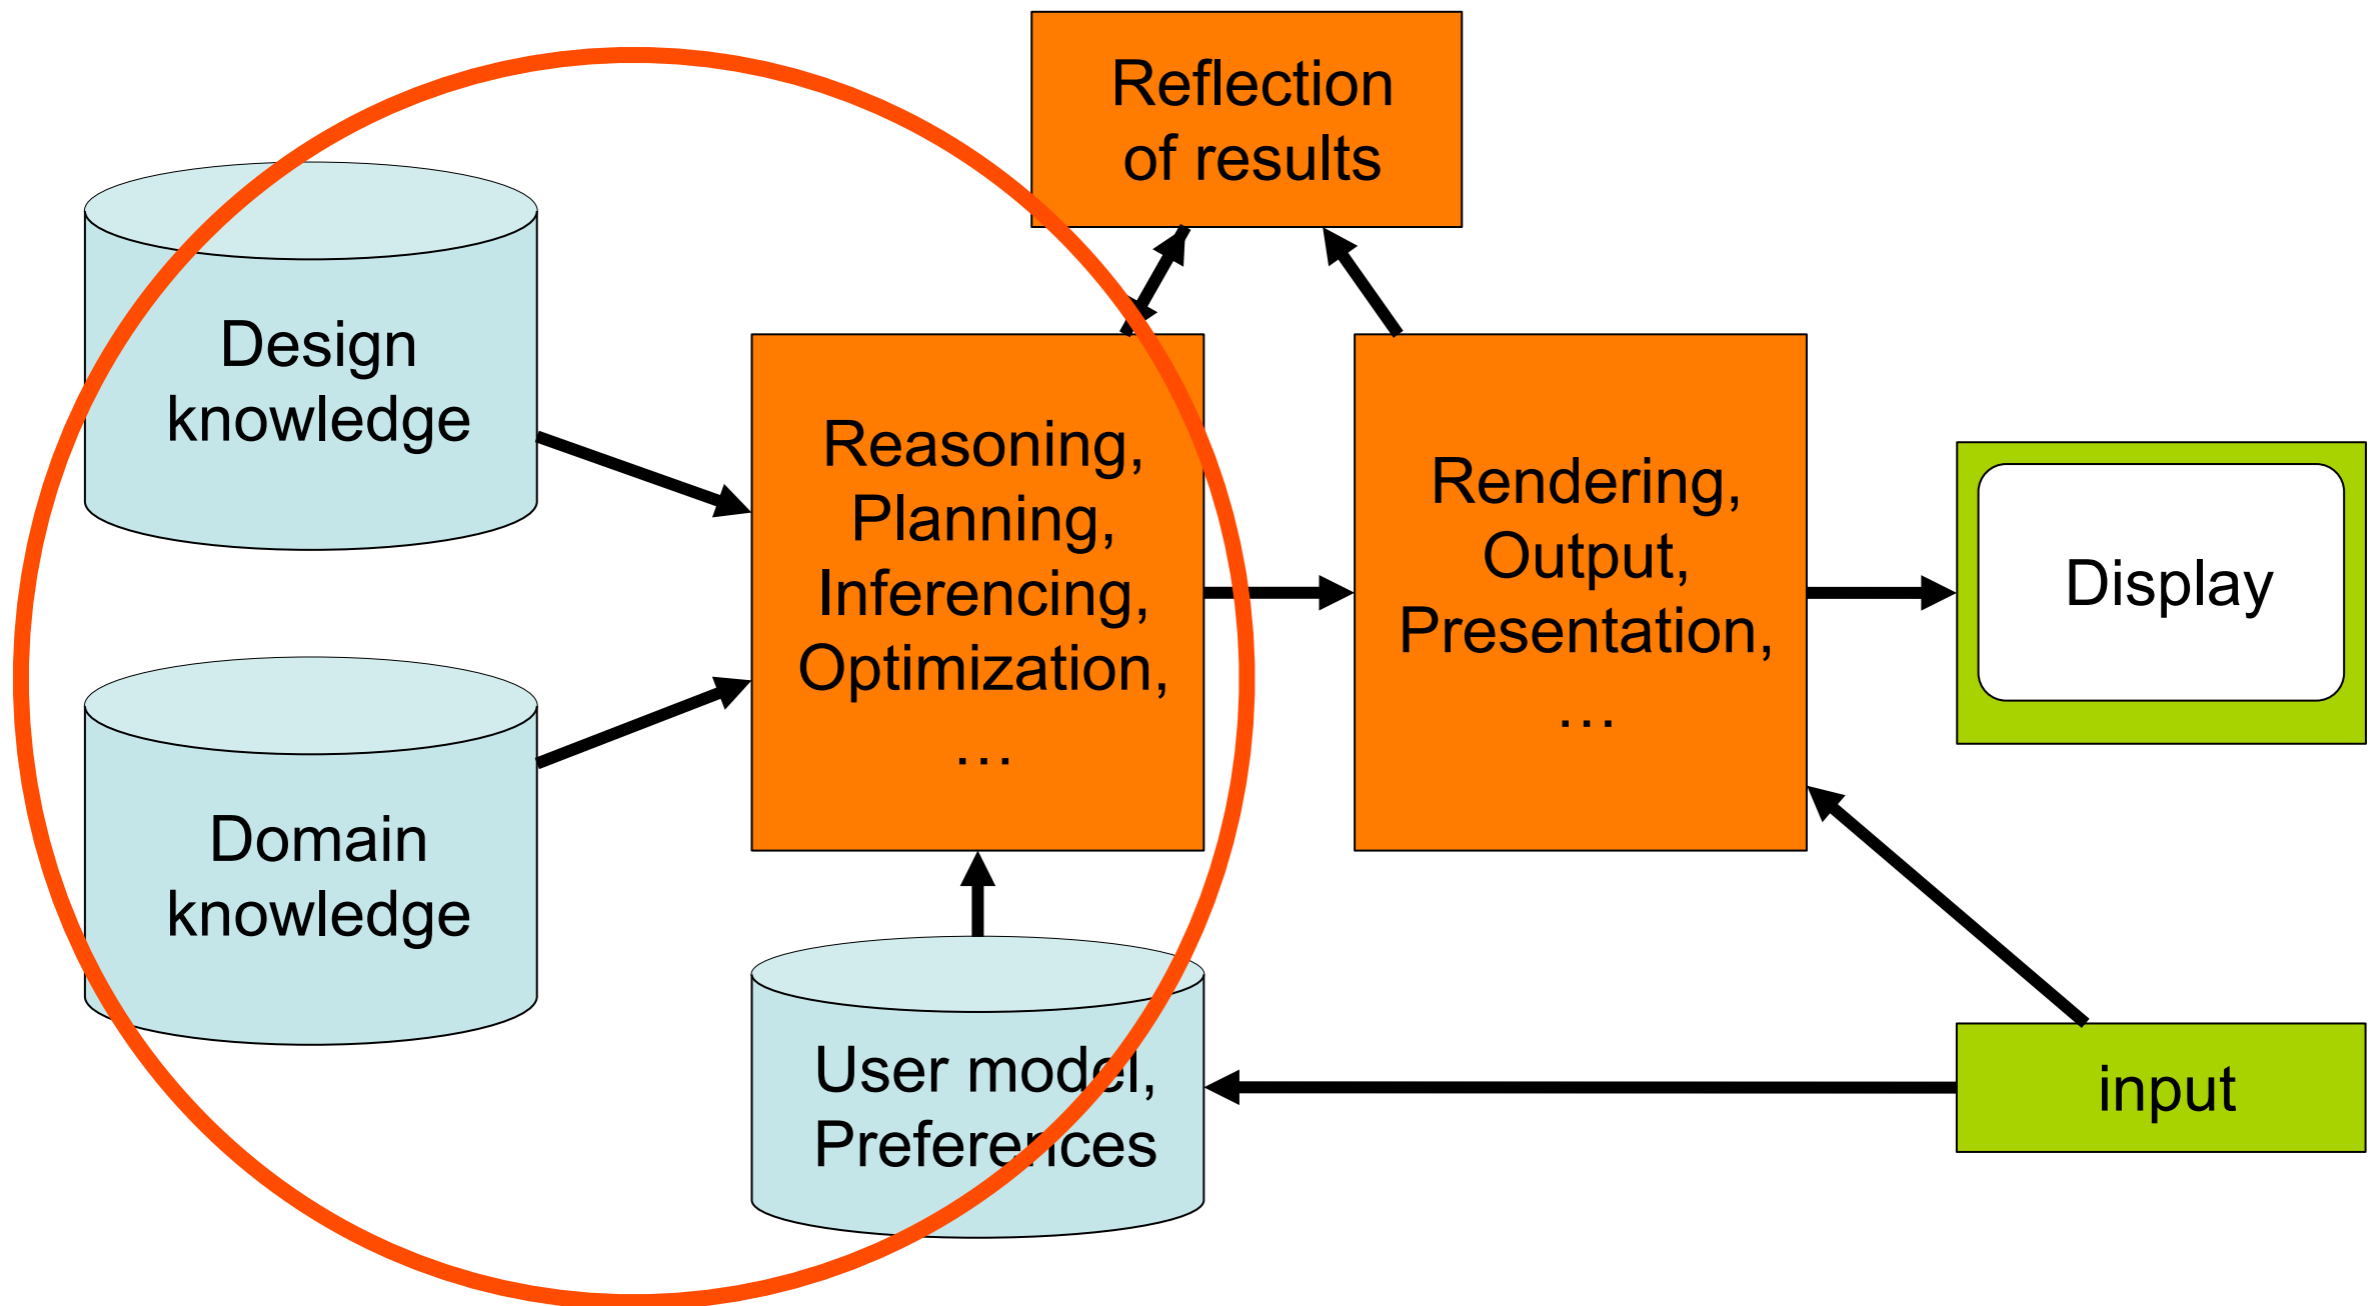 Reflection
of results
Design
knowledge
Reasoning,
Planning,
Inferencing,
Optimization,
…
Rendering,
Output,
Presentation,
…
Display
Domain
knowledge
User model,
Preferences
input